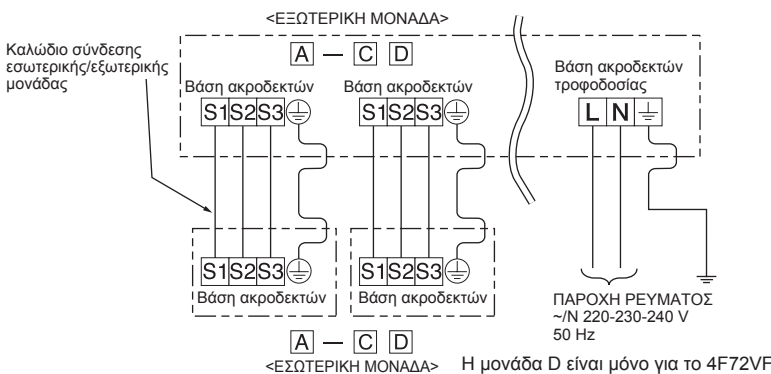 <ΕΞΩΤΕΡΙΚΗ ΜΟΝΑΔΑ>
A — C D
Καλώδιο σύνδεσης
εσωτερικής/εξωτερικής
μονάδας
Βάση ακροδεκτών
S1 S2 S3
Βάση ακροδεκτών
S1 S2 S3
Βάση ακροδεκτών
τροφοδοσίας
L N
S1 S2 S3
Βάση ακροδεκτών
S1 S2 S3
Βάση ακροδεκτών
ΠΑΡΟΧΗ ΡΕΥΜΑΤΟΣ
~/N 220-230-240 V
50 Hz
A — C D
<ΕΣΩΤΕΡΙΚΗ ΜΟΝΑΔΑ>
Η μονάδα D είναι μόνο για το 4F72VF